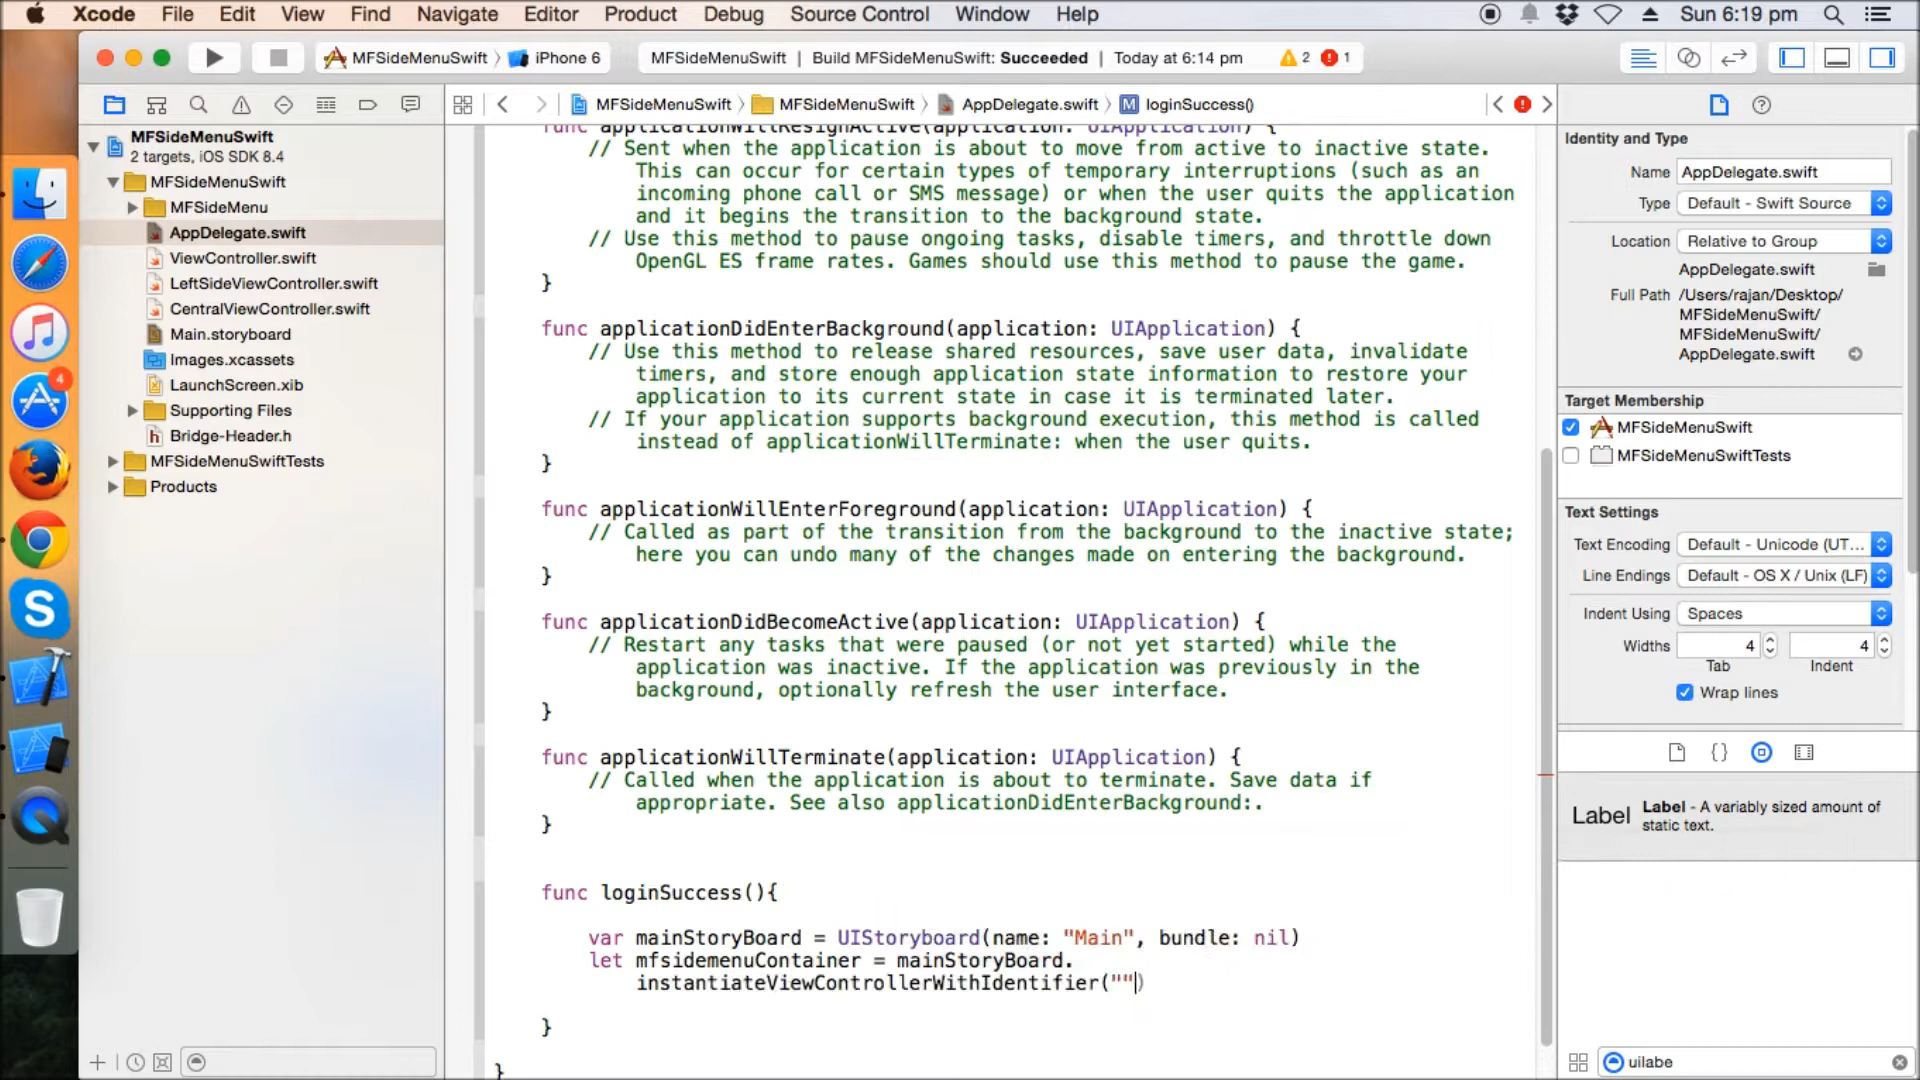 Xcode File Edit View Find Navigate Editor Product Debug Source Control Window Help Sun 6:19 pm
MFSideMenuSwift iPhone 6 MFSideMenuSwift Build MFSideMenuSwift: Succeeded Today at 6:14 pm 2 1
MFSideMenuSwift MFSideMenuSwift AppDelegate.swift M loginSuccess()
MFSideMenuSwift
2 targets, iOS SDK 8.4
MFSideMenuSwift
MFSideMenu
AppDelegate.swift
ViewController.swift
LeftSideViewController.swift
CentralViewController.swift
Main.storyboard
Images.xcassets
LaunchScreen.xib
Supporting Files
h Bridge-Header.h
MFSideMenuSwiftTests
Products
4
S
func applicationWillResignActive(application: UIApplication) {
// Sent when the application is about to move from active to inactive state.
This can occur for certain types of temporary interruptions (such as an
incoming phone call or SMS message) or when the user quits the application
and it begins the transition to the background state.
// Use this method to pause ongoing tasks, disable timers, and throttle down
OpenGL ES frame rates. Games should use this method to pause the game.
}
func applicationDidEnterBackground(application: UIApplication) {
// Use this method to release shared resources, save user data, invalidate
timers, and store enough application state information to restore your
application to its current state in case it is terminated later.
// If your application supports background execution, this method is called
instead of applicationWillTerminate: when the user quits.
}
func applicationWillEnterForeground(application: UIApplication) {
// Called as part of the transition from the background to the inactive state;
here you can undo many of the changes made on entering the background.
}
func applicationDidBecomeActive(application: UIApplication) {
// Restart any tasks that were paused (or not yet started) while the
application was inactive. If the application was previously in the
background, optionally refresh the user interface.
}
func applicationWillTerminate(application: UIApplication) {
// Called when the application is about to terminate. Save data if
appropriate. See also applicationDidEnterBackground:.
}
func loginSuccess(){
var mainStoryBoard = UIStoryboard(name: "Main", bundle: nil)
let mfsidemenuContainer = mainStoryBoard.
instantiateViewControllerWithIdentifier("")
}
}
Identity and Type
Name AppDelegate.swift
Type Default - Swift Source
Location Relative to Group
AppDelegate.swift
Full Path /Users/rajan/Desktop/
MFSideMenuSwift/
MFSideMenuSwift/
AppDelegate.swift
Target Membership
MFSideMenuSwift
MFSideMenuSwiftTests
Text Settings
Text Encoding Default - Unicode (UT...
Line Endings Default - OS X / Unix (LF)
Indent Using Spaces
Widths 4 4
Tab Indent
Wrap lines
{}
Label Label - A variably sized amount of
static text.
uilabe